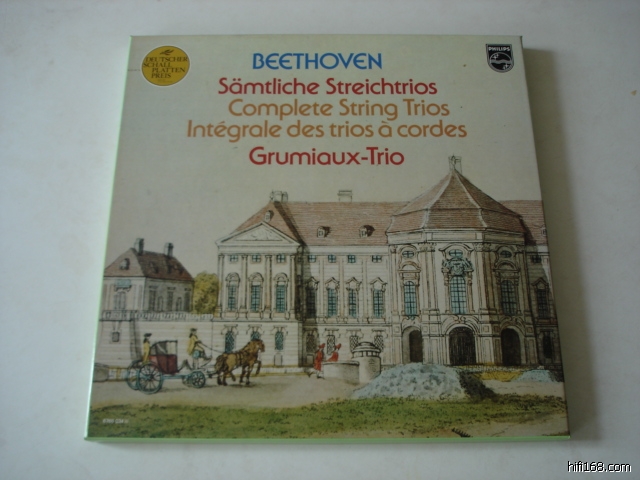 DEUTSCHER
SCHALL
PLATTEN
PREIS
BEETHOVEN
PHILIPS
Sämtliche Streichtrios
Complete String Trios
Intégrale des trios à cordes
Grumiaux-Trio
hifi168.com